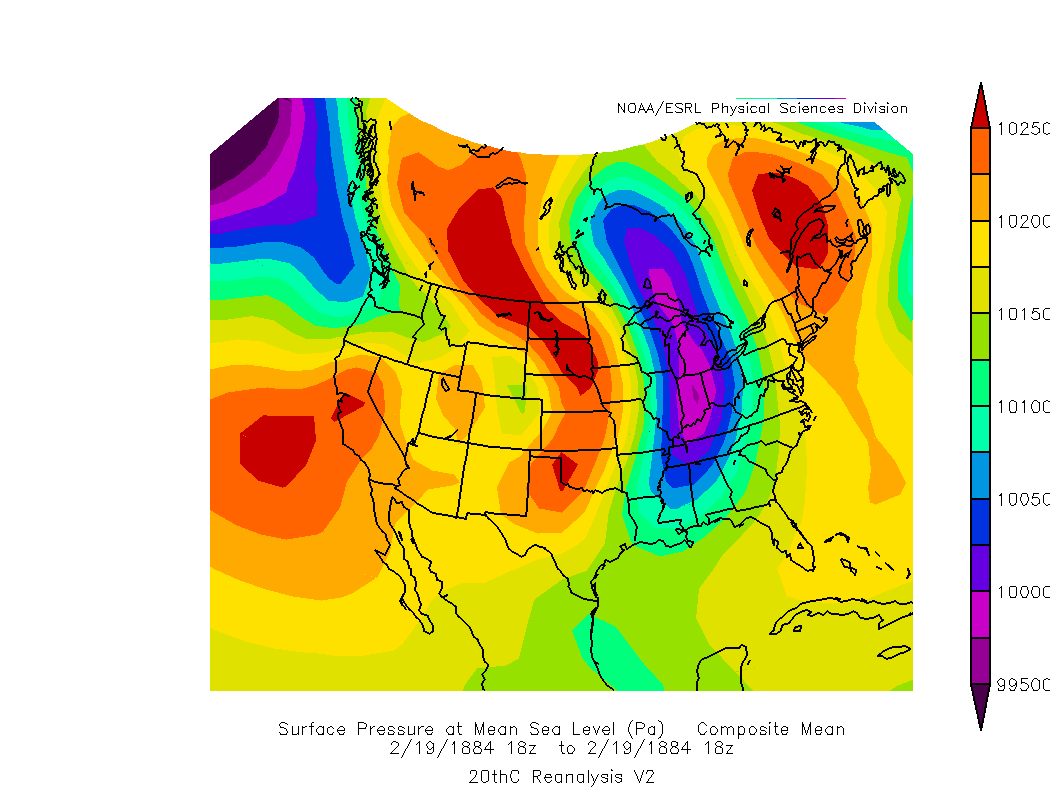 NOAA/ESRL Physical Sciences Division
10250
10200
10150
10100
10050
10000
99500
Surface Pressure at Mean Sea Level (Pa) Composite Mean
2/19/1884 18z to 2/19/1884 18z
20thC Reanalysis V2